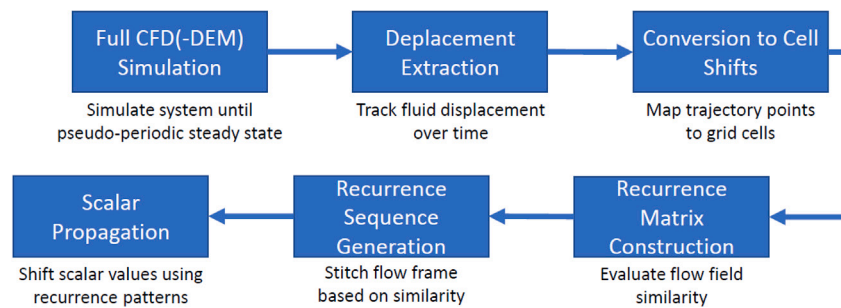 Full CFD(-DEM)
Simulation
Simulate system until
pseudo-periodic steady state
Deplacement
Extraction
Track fluid displacement
over time
Conversion to Cell
Shifts
Map trajectory points
to grid cells
Recurrence
Matrix
Construction
Evaluate flow field
similarity
Recurrence
Sequence
Generation
Stitch flow frame
based on similarity
Scalar
Propagation
Shift scalar values using
recurrence patterns